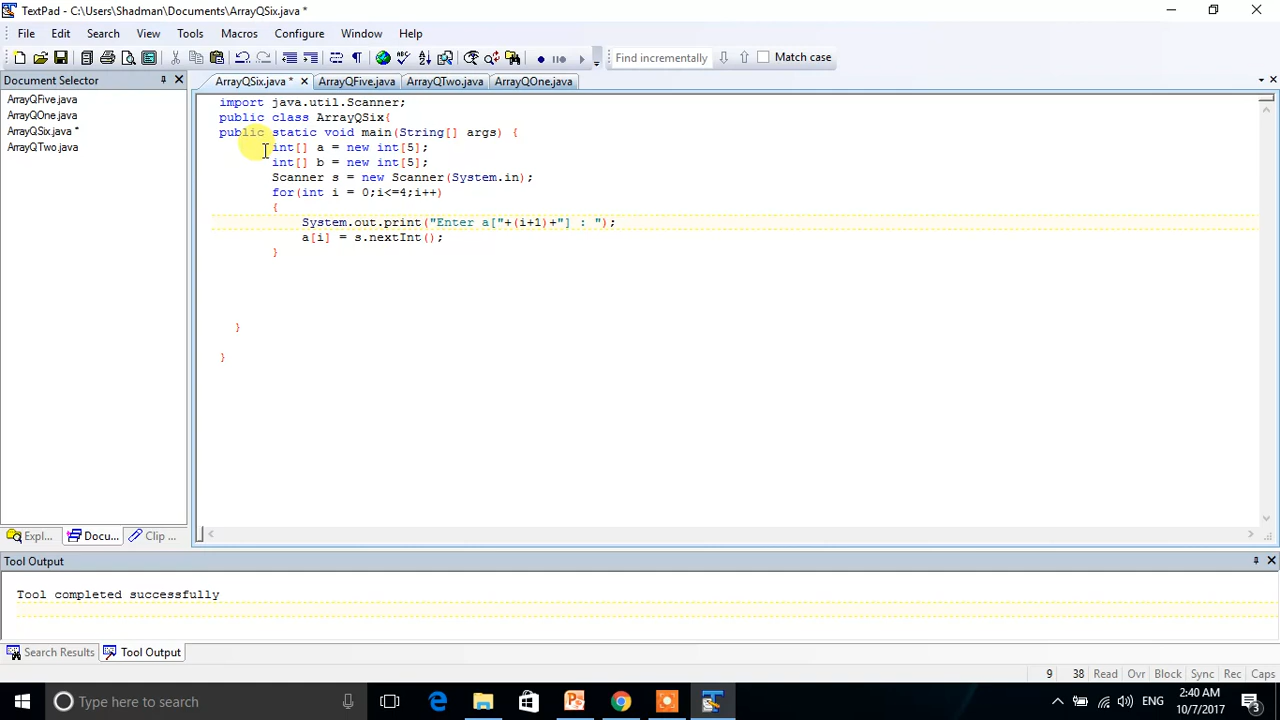 TextPad - C:\Users\Shadman\Documents\ArrayQSix.java *
File Edit Search View Tools Macros Configure Window Help
Find incrementally Match case
Document Selector
ArrayQFive.java
ArrayQOne.java
ArrayQSix.java *
ArrayQTwo.java
Expl... Docu... Clip ...
ArrayQSix.java * ArrayQFive.java ArrayQTwo.java ArrayQOne.java
import java.util.Scanner;
public class ArrayQSix{
public static void main(String[] args) {
int[] a = new int[5];
int[] b = new int[5];
Scanner s = new Scanner(System.in);
for(int i = 0;i<=4;i++)
{
System.out.print("Enter a["+(i+1)+"] : ");
a[i] = s.nextInt();
}
}
}
Tool Output
Tool completed successfully
Search Results Tool Output
9 38 Read Ovr Block Sync Rec Caps
Type here to search
ENG
2:40 AM
10/7/2017
3